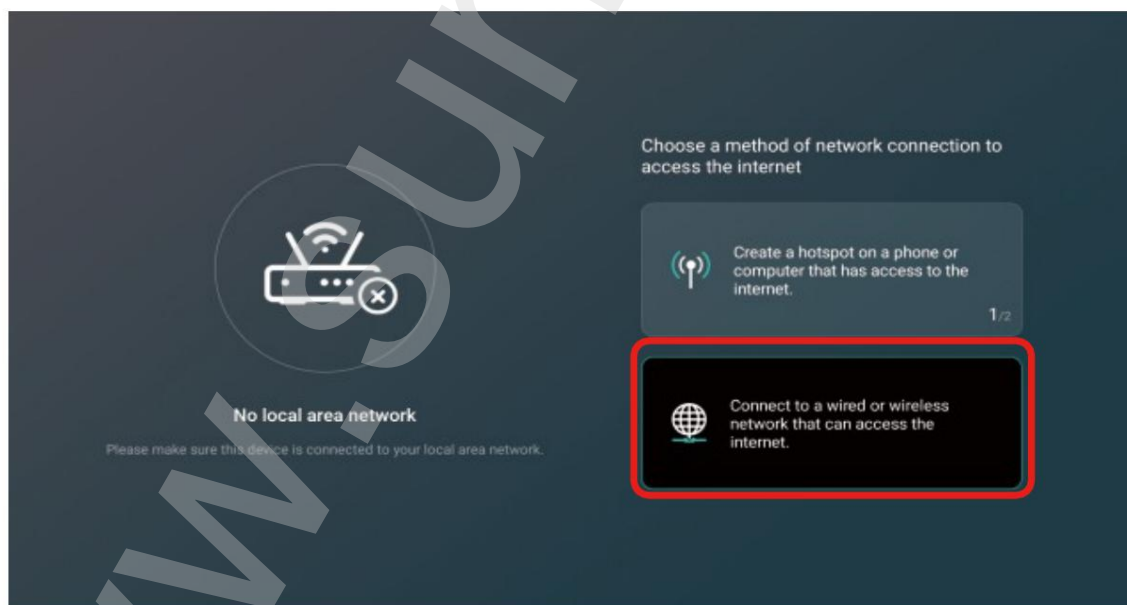 Choose a method of network connection to
access the internet
Create a hotspot on a phone or
computer that has access to the
internet.
1/2
Connect to a wired or wireless
network that can access the
internet.
No local area network
Please make sure this device is connected to your local area network.